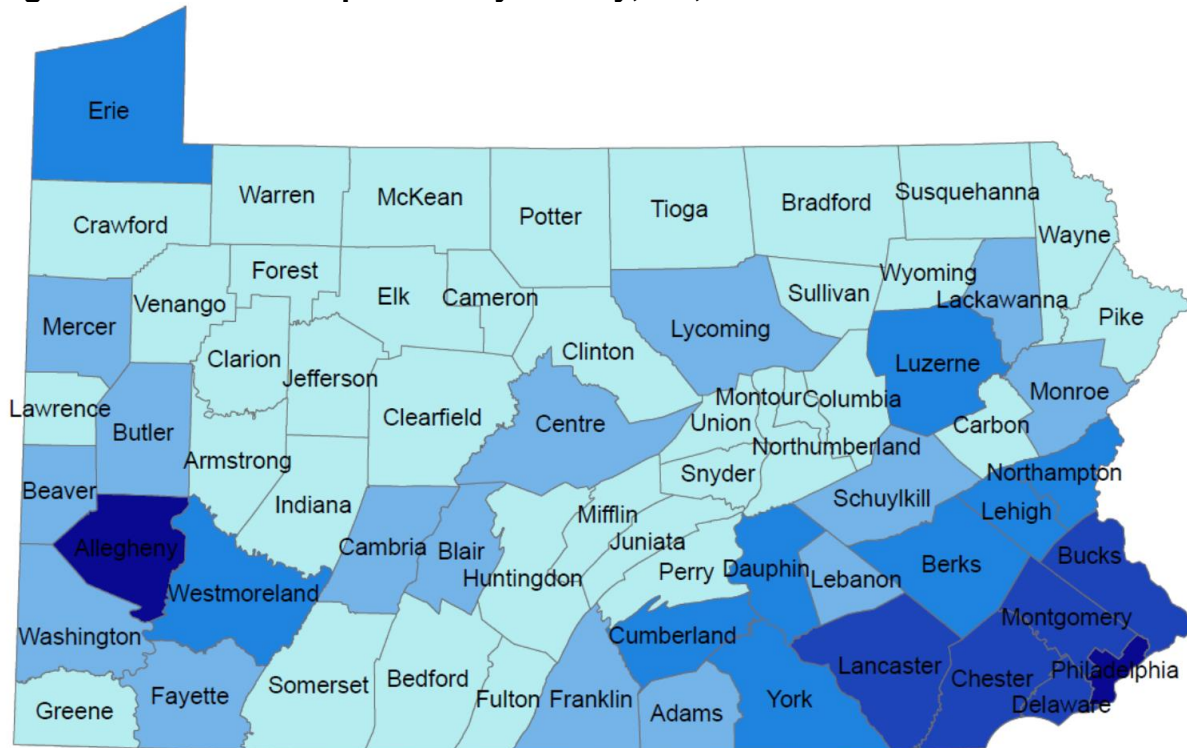 Erie
Warren
McKean
Potter
Tioga
Bradford
Susquehanna
Crawford
Wayne
Forest
Wyoming
Venango
Elk
Cameron
Sullivan
Lackawanna
Mercer
Lycoming
Pike
Clarion
Clinton
Jefferson
Luzerne
Lawrence
Clearfield
Montour
Columbia
Monroe
Butler
Centre
Union
Carbon
Armstrong
Northumberland
Beaver
Snyder
Northampton
Indiana
Schuylkill
Lehigh
Mifflin
Allegheny
Cambria
Blair
Juniata
Bucks
Huntingdon
Perry
Dauphin
Lebanon
Berks
Westmoreland
Washington
Cumberland
Montgomery
Lancaster
Chester
Philadelphia
Somerset
Bedford
Fulton
Franklin
Adams
York
Delaware
Fayette
Greene